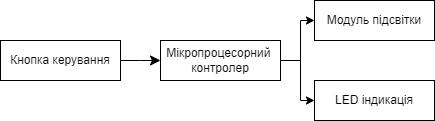 Кнопка керування
Мікропроцесорний
контролер
Модуль підсвітки
LED індикація